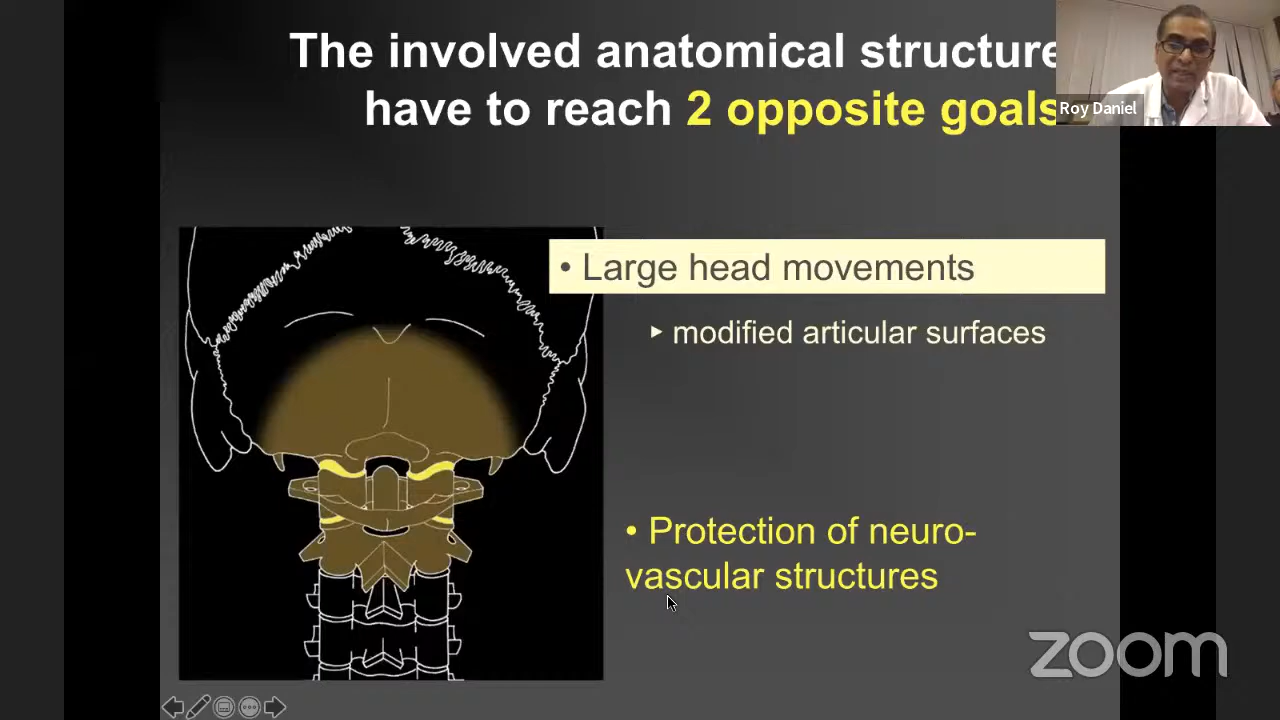 The involved anatomical structure
have to reach 2 opposite goals
Roy Daniel
• Large head movements
▸ modified articular surfaces
• Protection of neuro-
vascular structures
zoom